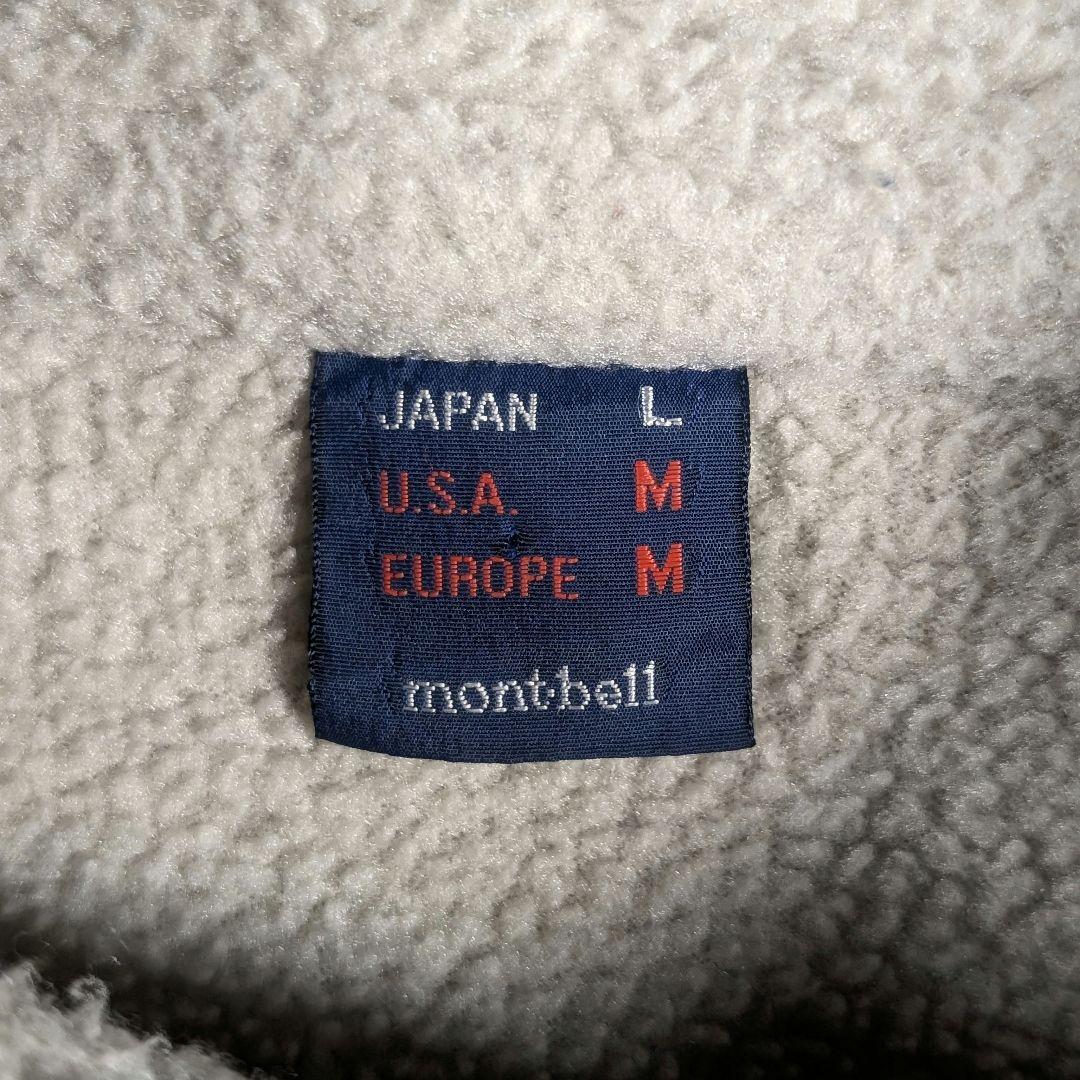 JAPAN L
U.S.A. M
EUROPE M
mont-bell